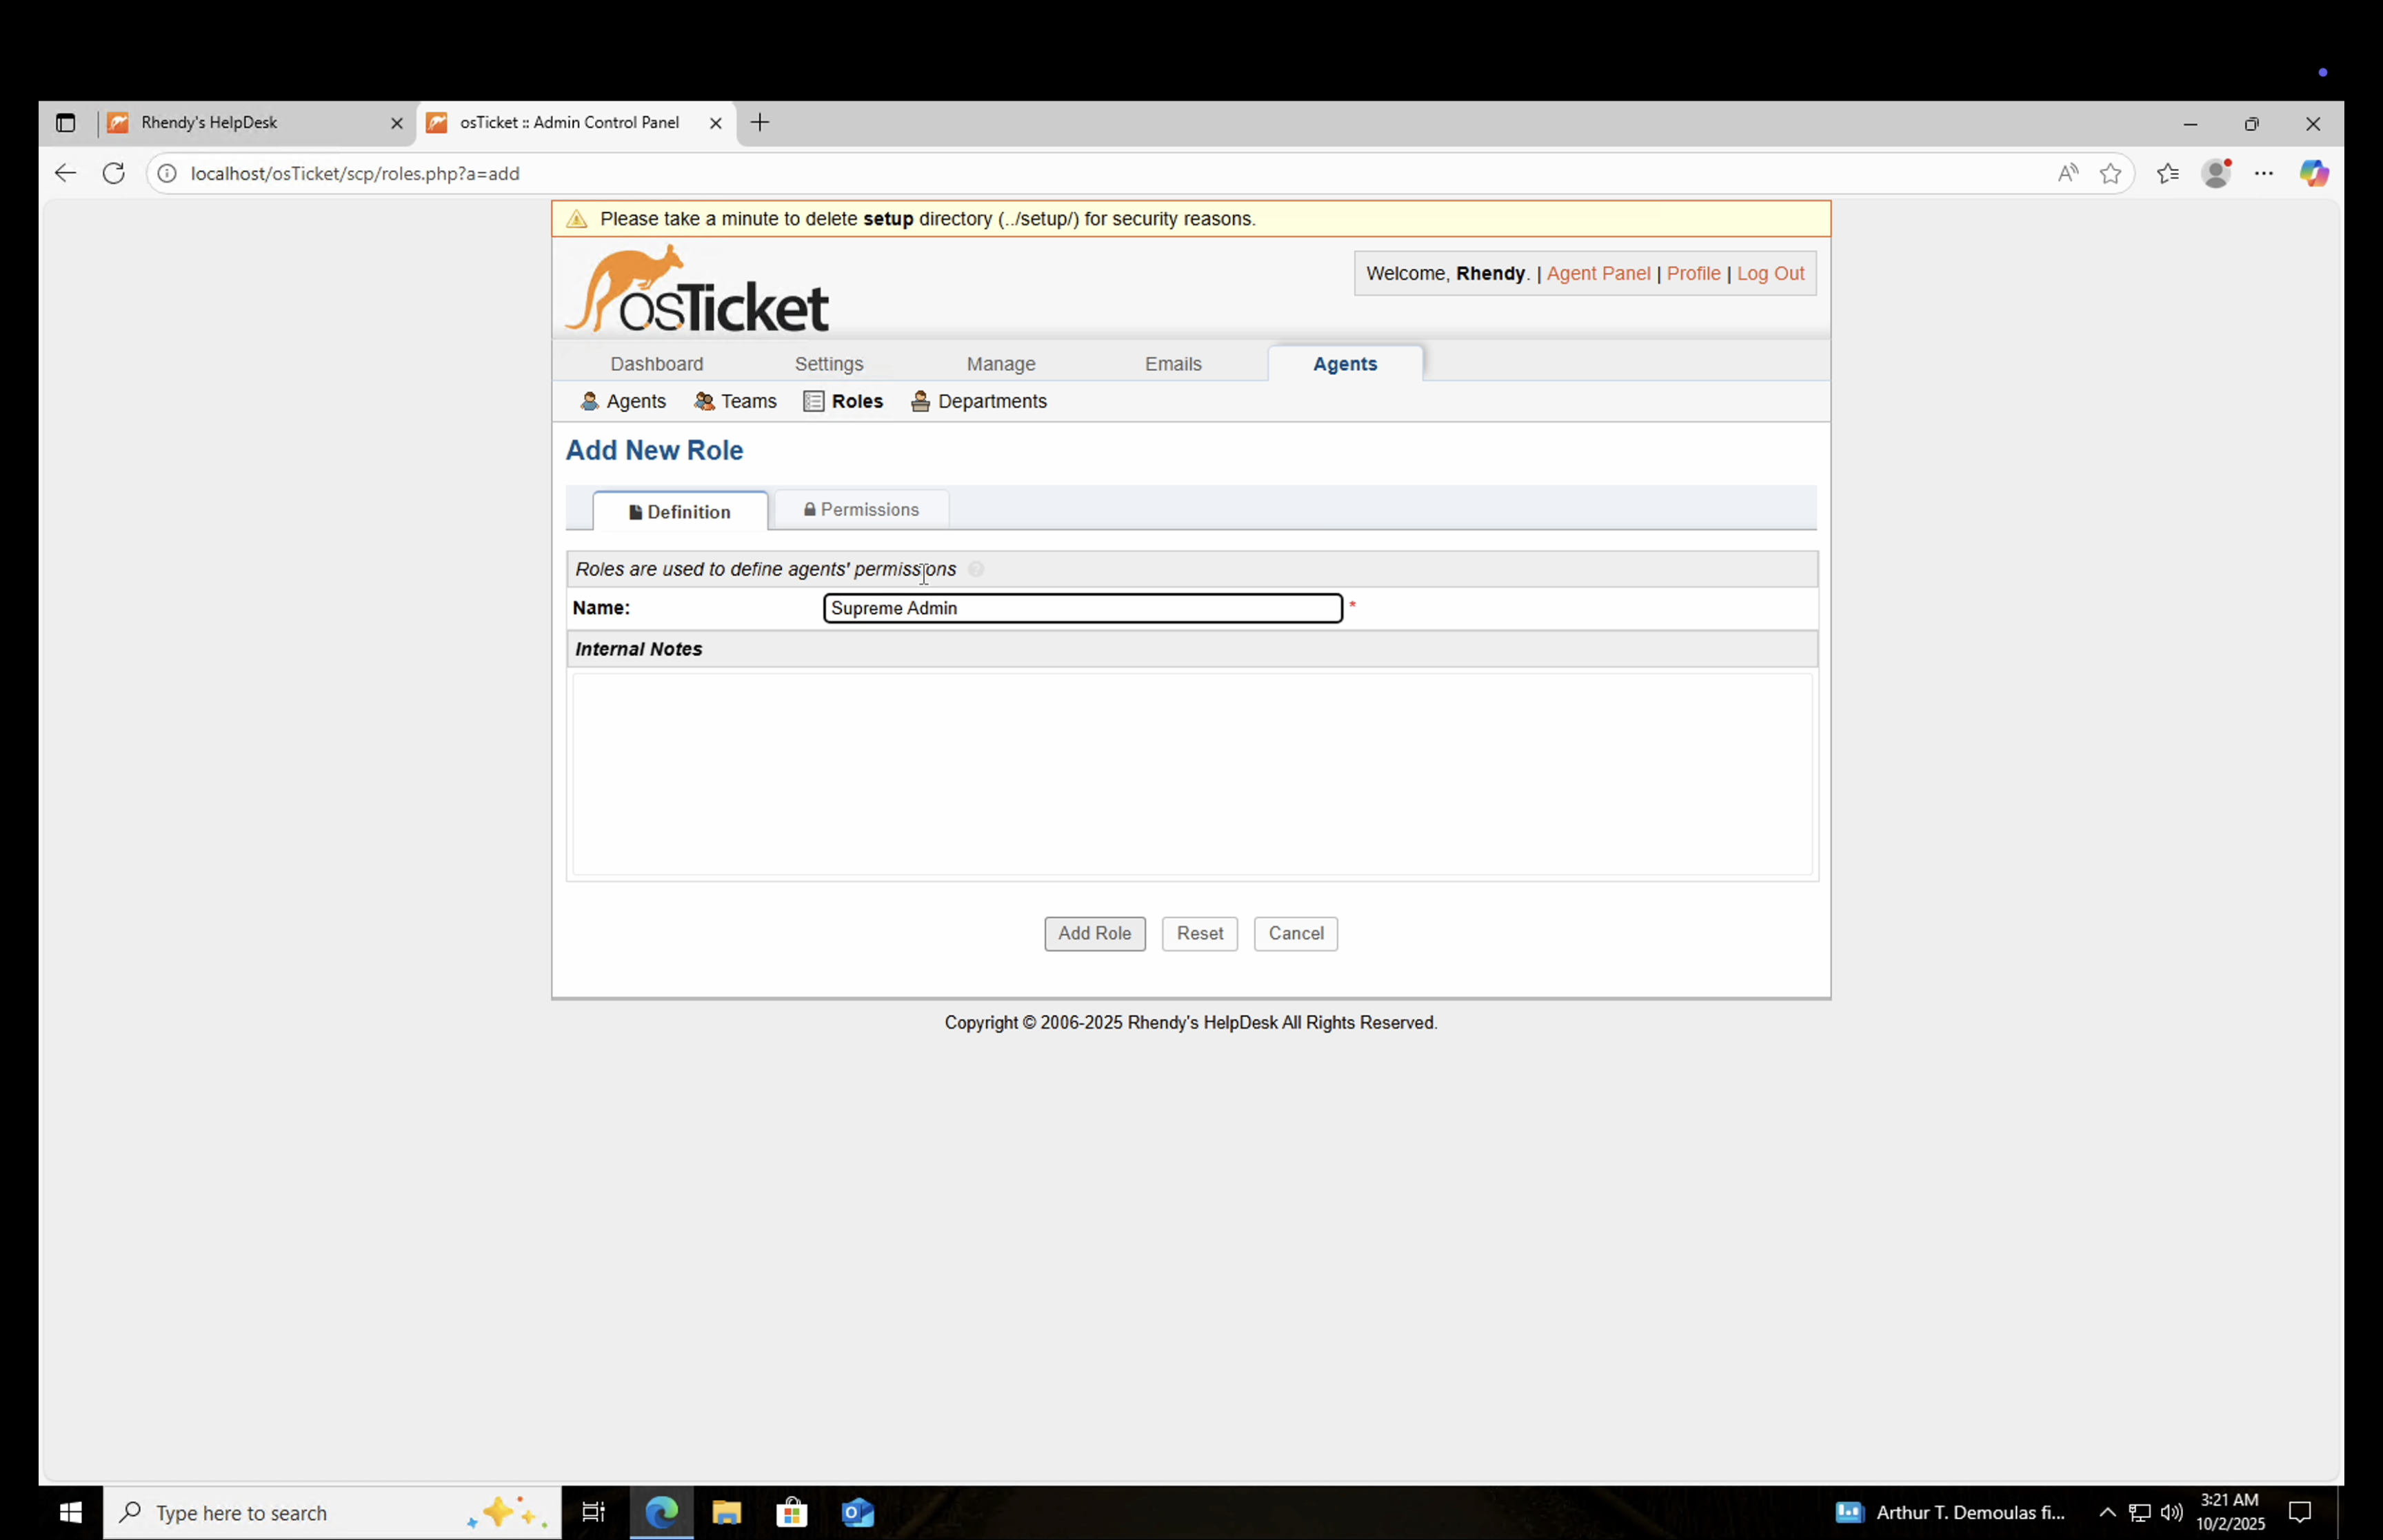 Rhendy's HelpDesk
osTicket :: Admin Control Panel
localhost/osTicket/scp/roles.php?a=add
Please take a minute to delete setup directory (../setup/) for security reasons.
osTicket
Welcome, Rhendy. | Agent Panel | Profile | Log Out
Dashboard Settings Manage Emails Agents
Agents Teams Roles Departments
Add New Role
Definition Permissions
Roles are used to define agents' permissions ?
Name: Supreme Admin *
Internal Notes
Add Role Reset Cancel
Copyright © 2006-2025 Rhendy's HelpDesk All Rights Reserved.
Type here to search
Arthur T. Demoulas fi...
3:21 AM
10/2/2025